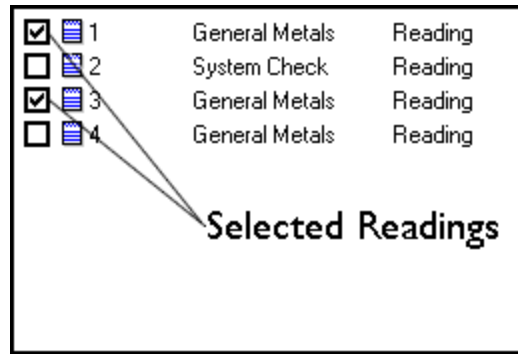 1 General Metals Reading
2 System Check Reading
3 General Metals Reading
4 General Metals Reading
Selected Readings